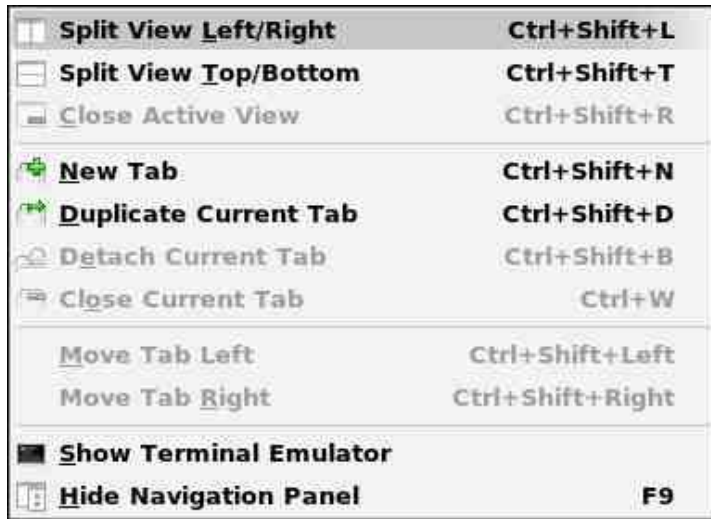 Split View Left/Right Ctrl+Shift+L
Split View Top/Bottom Ctrl+Shift+T
Close Active View Ctrl+Shift+R
New Tab Ctrl+Shift+N
Duplicate Current Tab Ctrl+Shift+D
Detach Current Tab Ctrl+Shift+B
Close Current Tab Ctrl+W
Move Tab Left Ctrl+Shift+Left
Move Tab Right Ctrl+Shift+Right
Show Terminal Emulator
Hide Navigation Panel F9